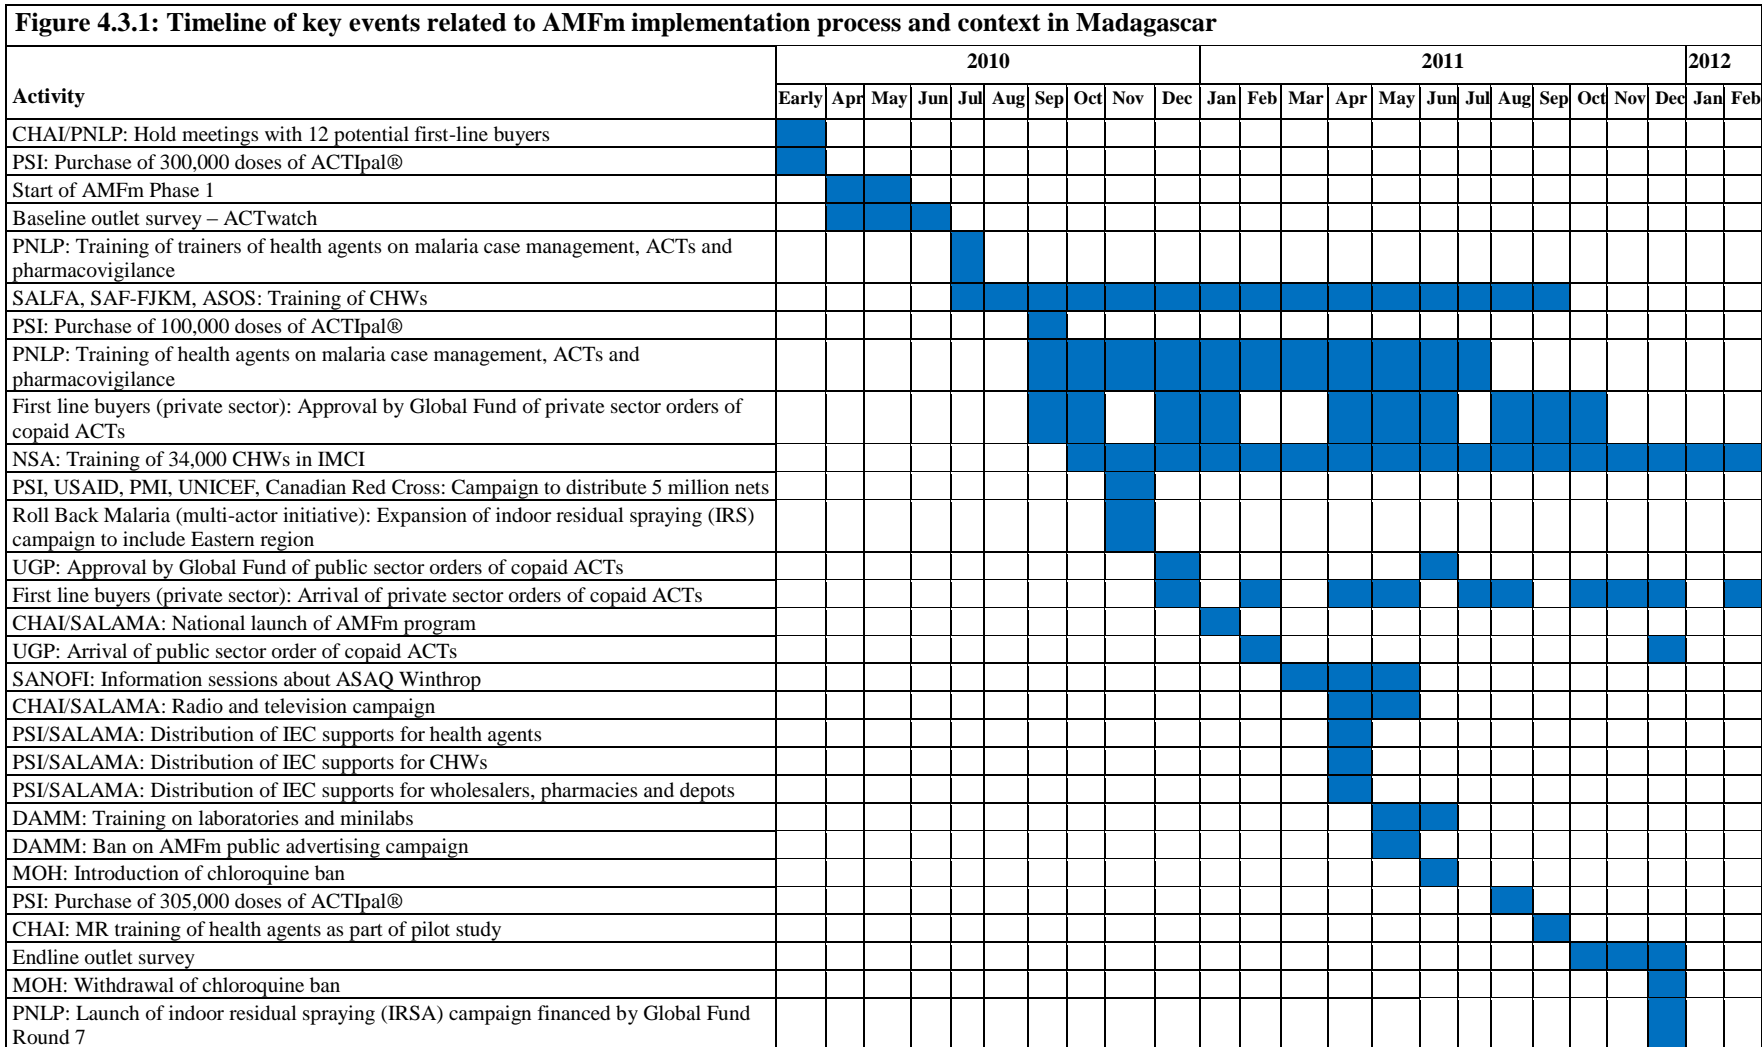 Figure 4.3.1: Timeline of key events related to AMFm implementation process and context in Madagascar
2010 2011 2012
Activity Early Apr May Jun Jul Aug Sep Oct Nov Dec Jan Feb Mar Apr May Jun Jul Aug Sep Oct Nov Dec Jan Feb
CHAI/PNLP: Hold meetings with 12 potential first-line buyers
PSI: Purchase of 300,000 doses of ACTIpal®
Start of AMFm Phase 1
Baseline outlet survey – ACTwatch
PNLP: Training of trainers of health agents on malaria case management, ACTs and
pharmacovigilance
SALFA, SAF-FJKM, ASOS: Training of CHWs
PSI: Purchase of 100,000 doses of ACTIpal®
PNLP: Training of health agents on malaria case management, ACTs and
pharmacovigilance
First line buyers (private sector): Approval by Global Fund of private sector orders of
copaid ACTs
NSA: Training of 34,000 CHWs in IMCI
PSI, USAID, PMI, UNICEF, Canadian Red Cross: Campaign to distribute 5 million nets
Roll Back Malaria (multi-actor initiative): Expansion of indoor residual spraying (IRS)
campaign to include Eastern region
UGP: Approval by Global Fund of public sector orders of copaid ACTs
First line buyers (private sector): Arrival of private sector orders of copaid ACTs
CHAI/SALAMA: National launch of AMFm program
UGP: Arrival of public sector order of copaid ACTs
SANOFI: Information sessions about ASAQ Winthrop
CHAI/SALAMA: Radio and television campaign
PSI/SALAMA: Distribution of IEC supports for health agents
PSI/SALAMA: Distribution of IEC supports for CHWs
PSI/SALAMA: Distribution of IEC supports for wholesalers, pharmacies and depots
DAMM: Training on laboratories and minilabs
DAMM: Ban on AMFm public advertising campaign
MOH: Introduction of chloroquine ban
PSI: Purchase of 305,000 doses of ACTIpal®
CHAI: MR training of health agents as part of pilot study
Endline outlet survey
MOH: Withdrawal of chloroquine ban
PNLP: Launch of indoor residual spraying (IRSA) campaign financed by Global Fund
Round 7